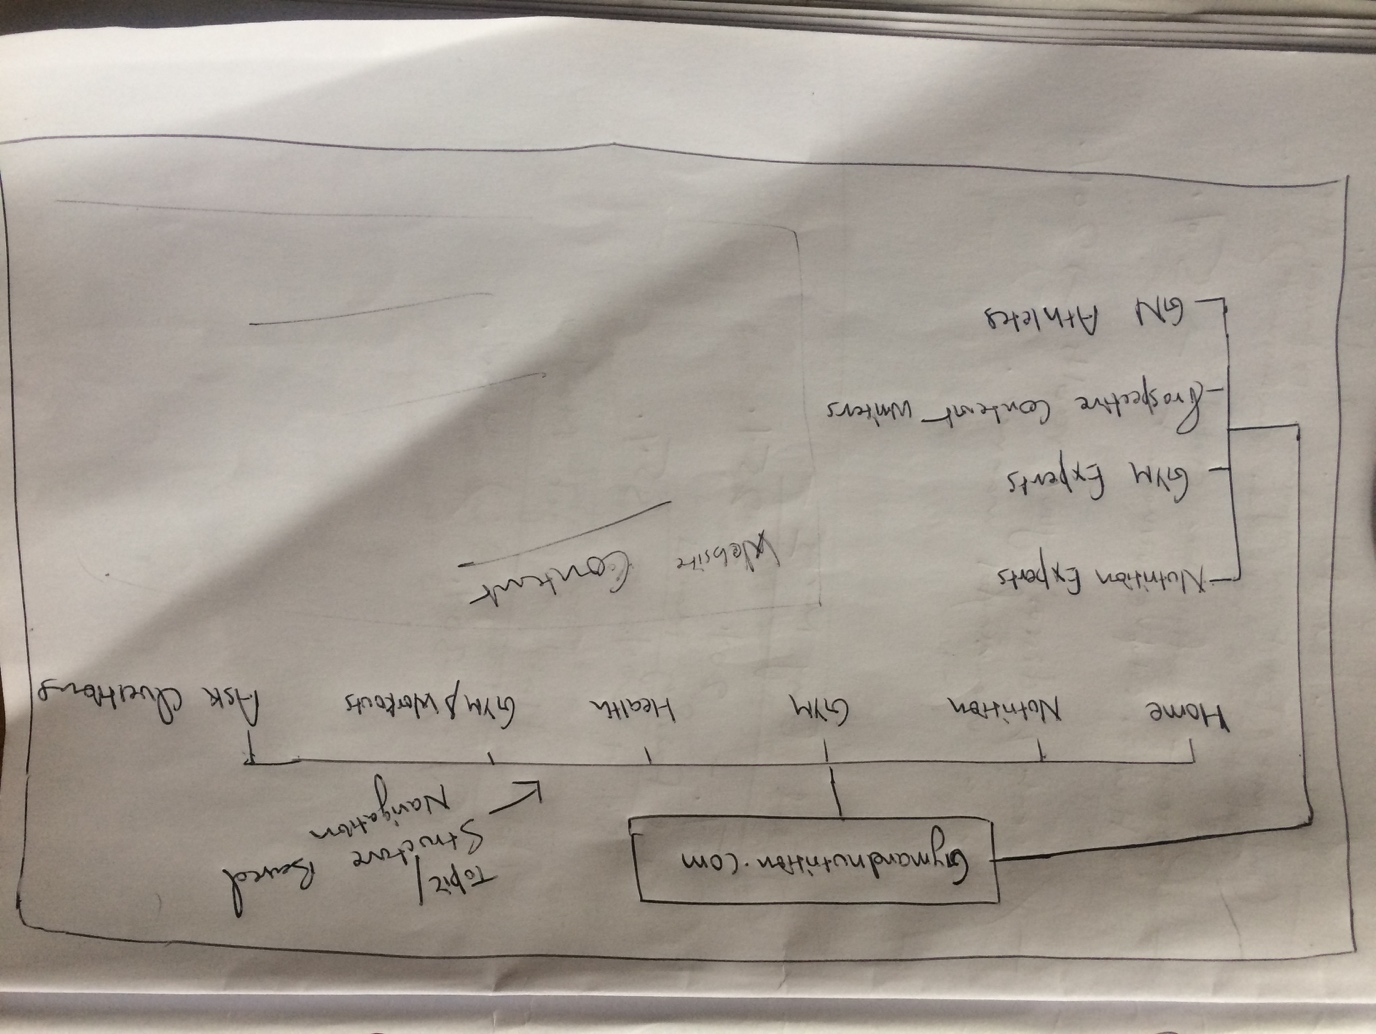 Gymandnutrition.com
Topic/
Structure Based
Navigation
Home
Nutrition
GYM
Health
GYM & Workouts
Ask Questions
Nutrition Experts
GYM Experts
Prospective Content Writers
GN Athletes
Website Content